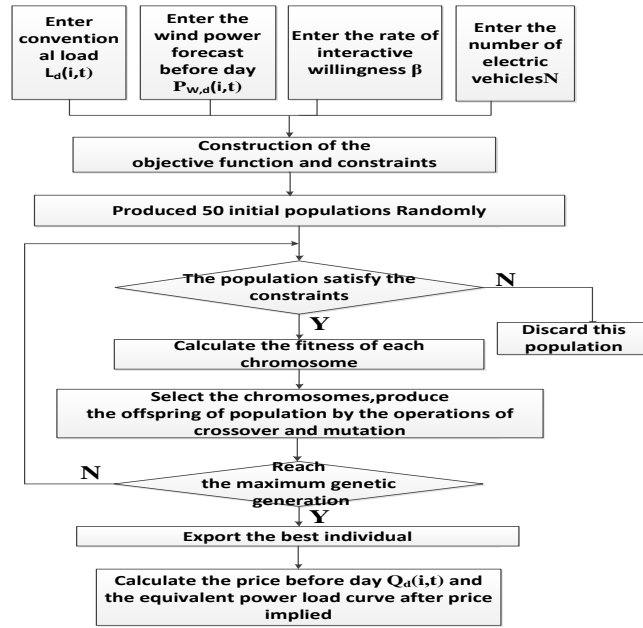 Enter
convention
al load
L_d(i,t)
Enter the
wind power
forecast
before day
P_W,d(i,t)
Enter the rate of
interactive
willingness β
Enter the
number of
electric
vehiclesN
Construction of the
objective function and constraints
Produced 50 initial populations Randomly
The population satisfy the
constraints
N
Y
Discard this
population
Calculate the fitness of each
chromosome
Select the chromosomes,produce
the offspring of population by the operations of
crossover and mutation
Reach
the maximum genetic
generation
N
Y
Export the best individual
Calculate the price before day Q_d(i,t) and
the equivalent power load curve after price
implied